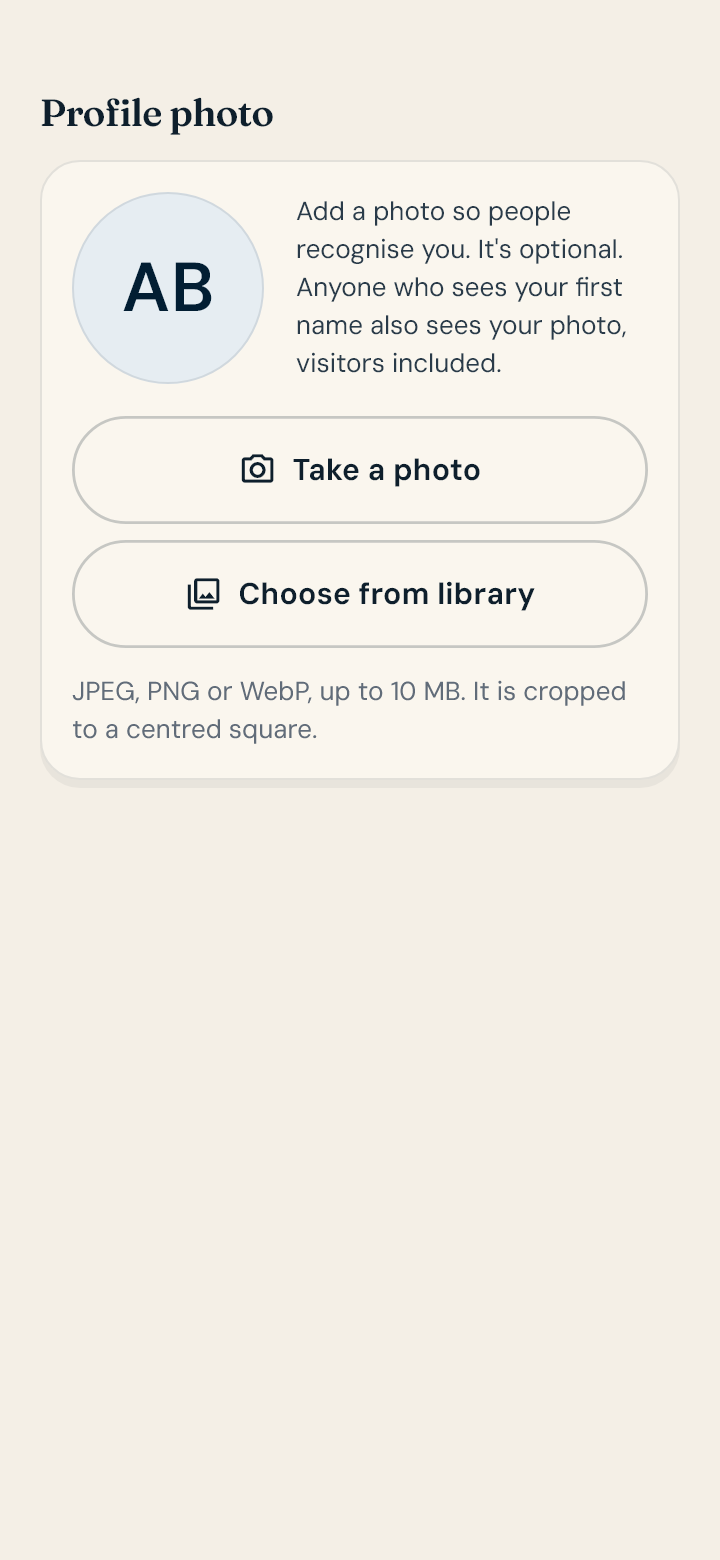 Profile photo
AB
Add a photo so people
recognise you. It's optional.
Anyone who sees your first
name also sees your photo,
visitors included.
Take a photo
Choose from library
JPEG, PNG or WebP, up to 10 MB. It is cropped
to a centred square.